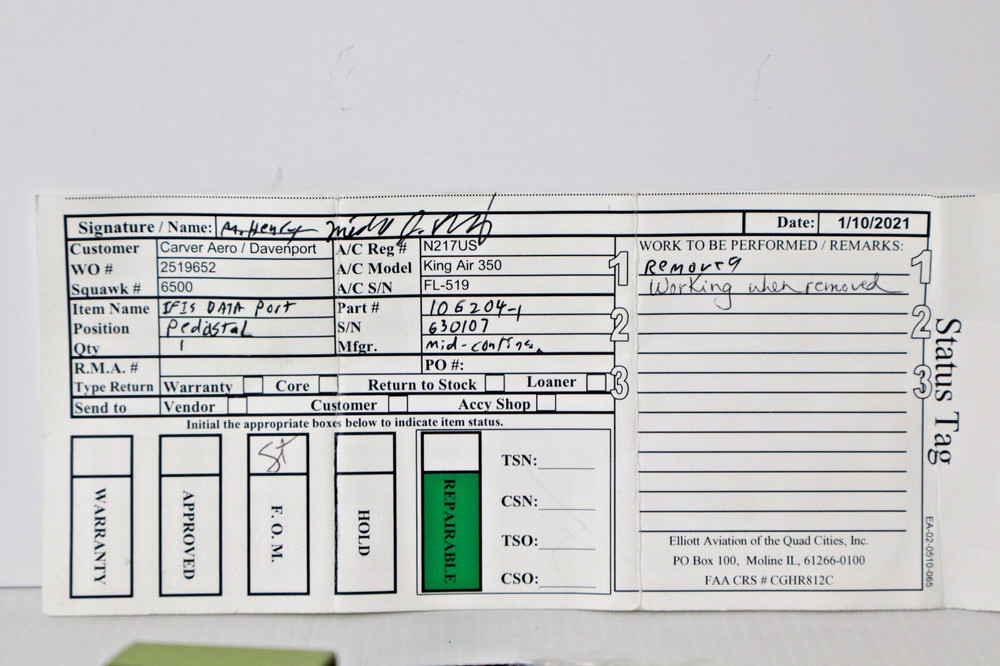 Signature / Name: McHenry
Date: 1/10/2021
Customer Carver Aero / Davenport A/C Reg # N217US
WO # 2519652 A/C Model King Air 350
Squawk # 6500 A/C S/N FL-519
1
Item Name IFIS DATA Port Part # 106204-1
Position Pedastal S/N 630107
Qty 1 Mfgr.
2
R.M.A. # PO #:
Type Return Warranty Core Return to Stock Loaner
3
Send to Vendor Customer Accy Shop
Initial the appropriate boxes below to indicate item status.
WARRANTY
APPROVED
F. O. M.
HOLD
REPAIRABLE
TSN:
CSN:
TSO:
CSO:
WORK TO BE PERFORMED / REMARKS:
Working when removed
1
2
3
Elliott Aviation of the Quad Cities, Inc.
PO Box 100, Moline IL, 61266-0100
FAA CRS # CGHR812C
Status Tag
EA-02-0510-065